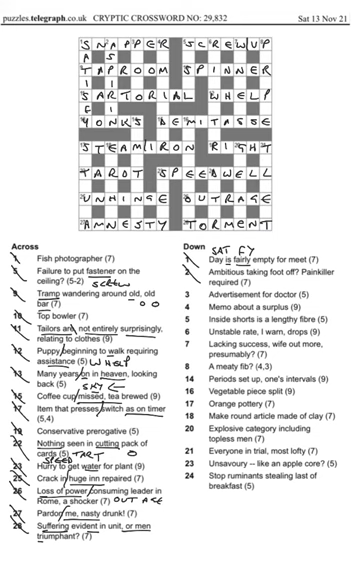 puzzles.telegraph.co.uk CRYPTIC CROSSWORD NO: 29,832 Sat 13 Nov 21
SNAPPER SCREWUP
A S
TAPROOM SPINNER
I I
SARTORIAL WHELP
F I
YONKS DEMITASSE
STEAMIRON RIGHT
TAROT SPEEDWELL
UNHINGE OUTRAGE
AMNESTY TORMENT
Across
1 Fish photographer (7)
5 Failure to put fastener on the
ceiling? (5-2) SCREW
9 Tramp wandering around old, old
bar (7) O O
10 Top bowler (7)
11 Tailors are not entirely surprisingly,
relating to clothes (9)
12 Puppy beginning to walk requiring
assistance (5) W HELP
13 Many years on in heaven, looking
back (5) SKY
15 Coffee cup missed, tea brewed (9)
17 Item that presses switch as on timer
(5,4)
19 Conservative prerogative (5)
22 Nothing seen in cutting pack of
cards (5) TART O
23 Hurry to get water for plant (9)
SPEED
25 Crack in huge inn repaired (7)
26 Loss of power consuming leader in
Rome, a shocker (7) OUT AGE
27 Pardon me, nasty drunk! (7)
28 Suffering evident in unit, or men
triumphant? (7)
Down
SAT FY
1 Day is fairly empty for meet (7)
2 Ambitious taking foot off? Painkiller
required (7)
3 Advertisement for doctor (5)
4 Memo about a surplus (9)
5 Inside shorts is a lengthy fibre (5)
6 Unstable rate, I warn, drops (9)
7 Lacking success, wife out more,
presumably? (7)
8 A meaty fib? (4,3)
14 Periods set up, one's intervals (9)
16 Vegetable piece split (9)
17 Orange pottery (7)
18 Make round article made of clay (7)
20 Explosive category including
topless men (7)
21 Everyone in trial, most lofty (7)
23 Unsavoury -- like an apple core? (5)
24 Stop ruminants stealing last of
breakfast (5)